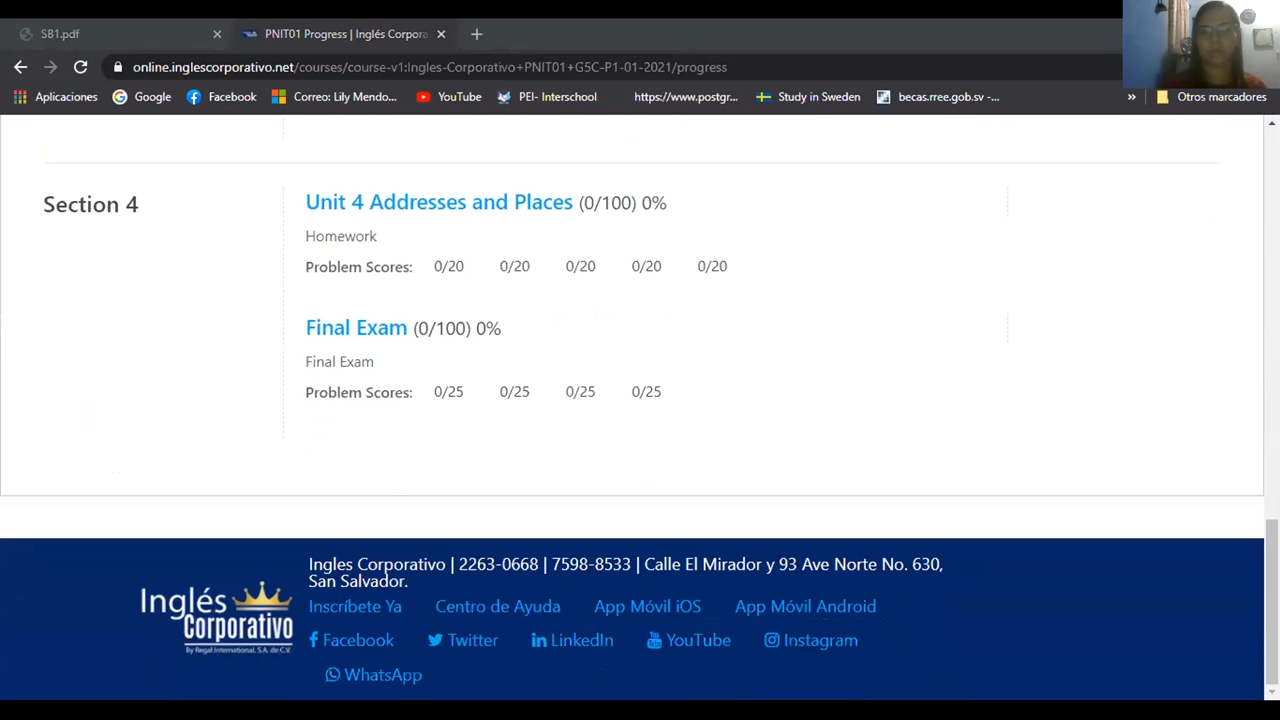 SB1.pdf
PNIT01 Progress | Inglés Corpora
online.inglescorporativo.net/courses/course-v1:Ingles-Corporativo+PNIT01+G5C-P1-01-2021/progress
Aplicaciones Google Facebook Correo: Lily Mendo... YouTube PEI- Interschool https://www.postgr... Study in Sweden becas.rree.gob.sv -... » Otros marcadores
Section 4
Unit 4 Addresses and Places (0/100) 0%
Homework
Problem Scores: 0/20 0/20 0/20 0/20 0/20
Final Exam (0/100) 0%
Final Exam
Problem Scores: 0/25 0/25 0/25 0/25
Ingles Corporativo | 2263-0668 | 7598-8533 | Calle El Mirador y 93 Ave Norte No. 630,
San Salvador.
Inglés
Corporativo
By Regal International, S.A. de C.V.
Inscríbete Ya Centro de Ayuda App Móvil iOS App Móvil Android
Facebook Twitter LinkedIn YouTube Instagram
WhatsApp